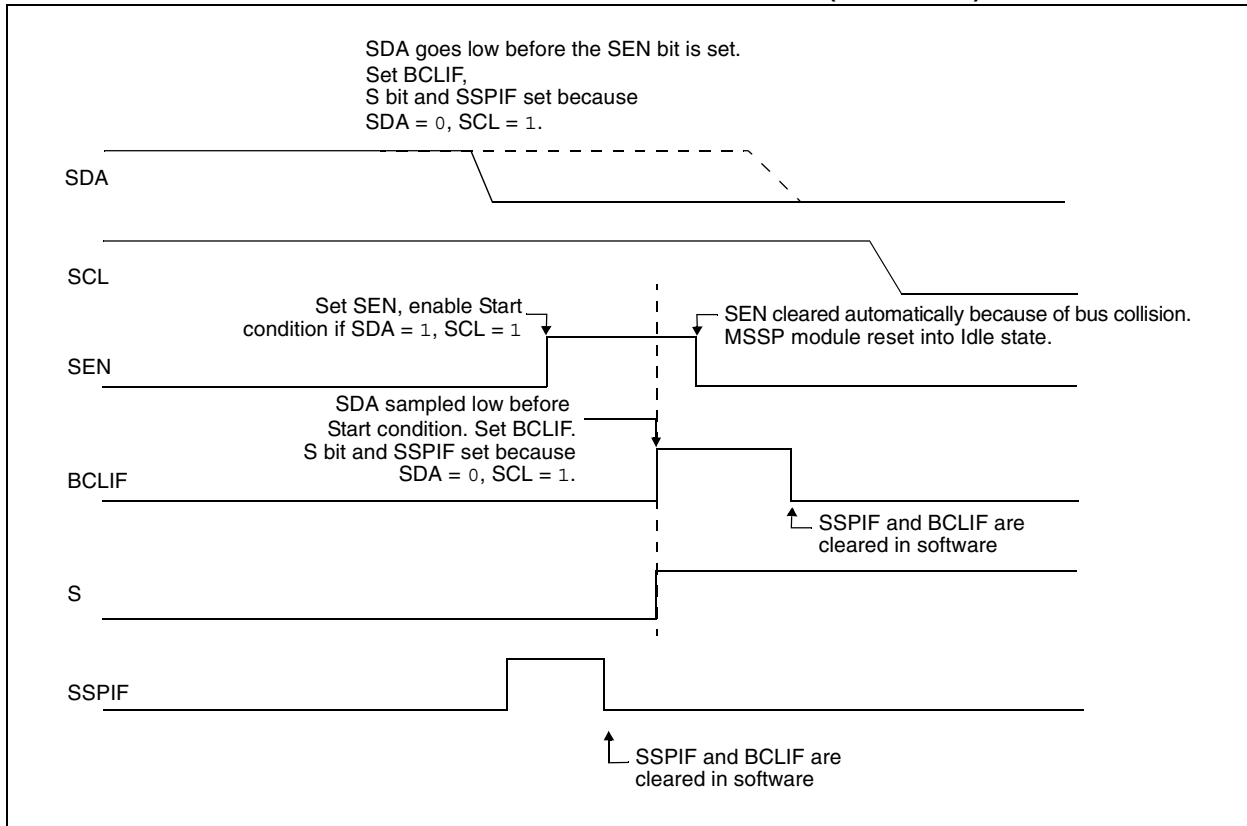 SDA goes low before the SEN bit is set.
Set BCLIF,
S bit and SSPIF set because
SDA = 0, SCL = 1.
SDA
SCL
Set SEN, enable Start
condition if SDA = 1, SCL = 1
SEN cleared automatically because of bus collision.
MSSP module reset into Idle state.
SEN
SDA sampled low before
Start condition. Set BCLIF.
S bit and SSPIF set because
SDA = 0, SCL = 1.
BCLIF
SSPIF and BCLIF are
cleared in software
S
SSPIF
SSPIF and BCLIF are
cleared in software